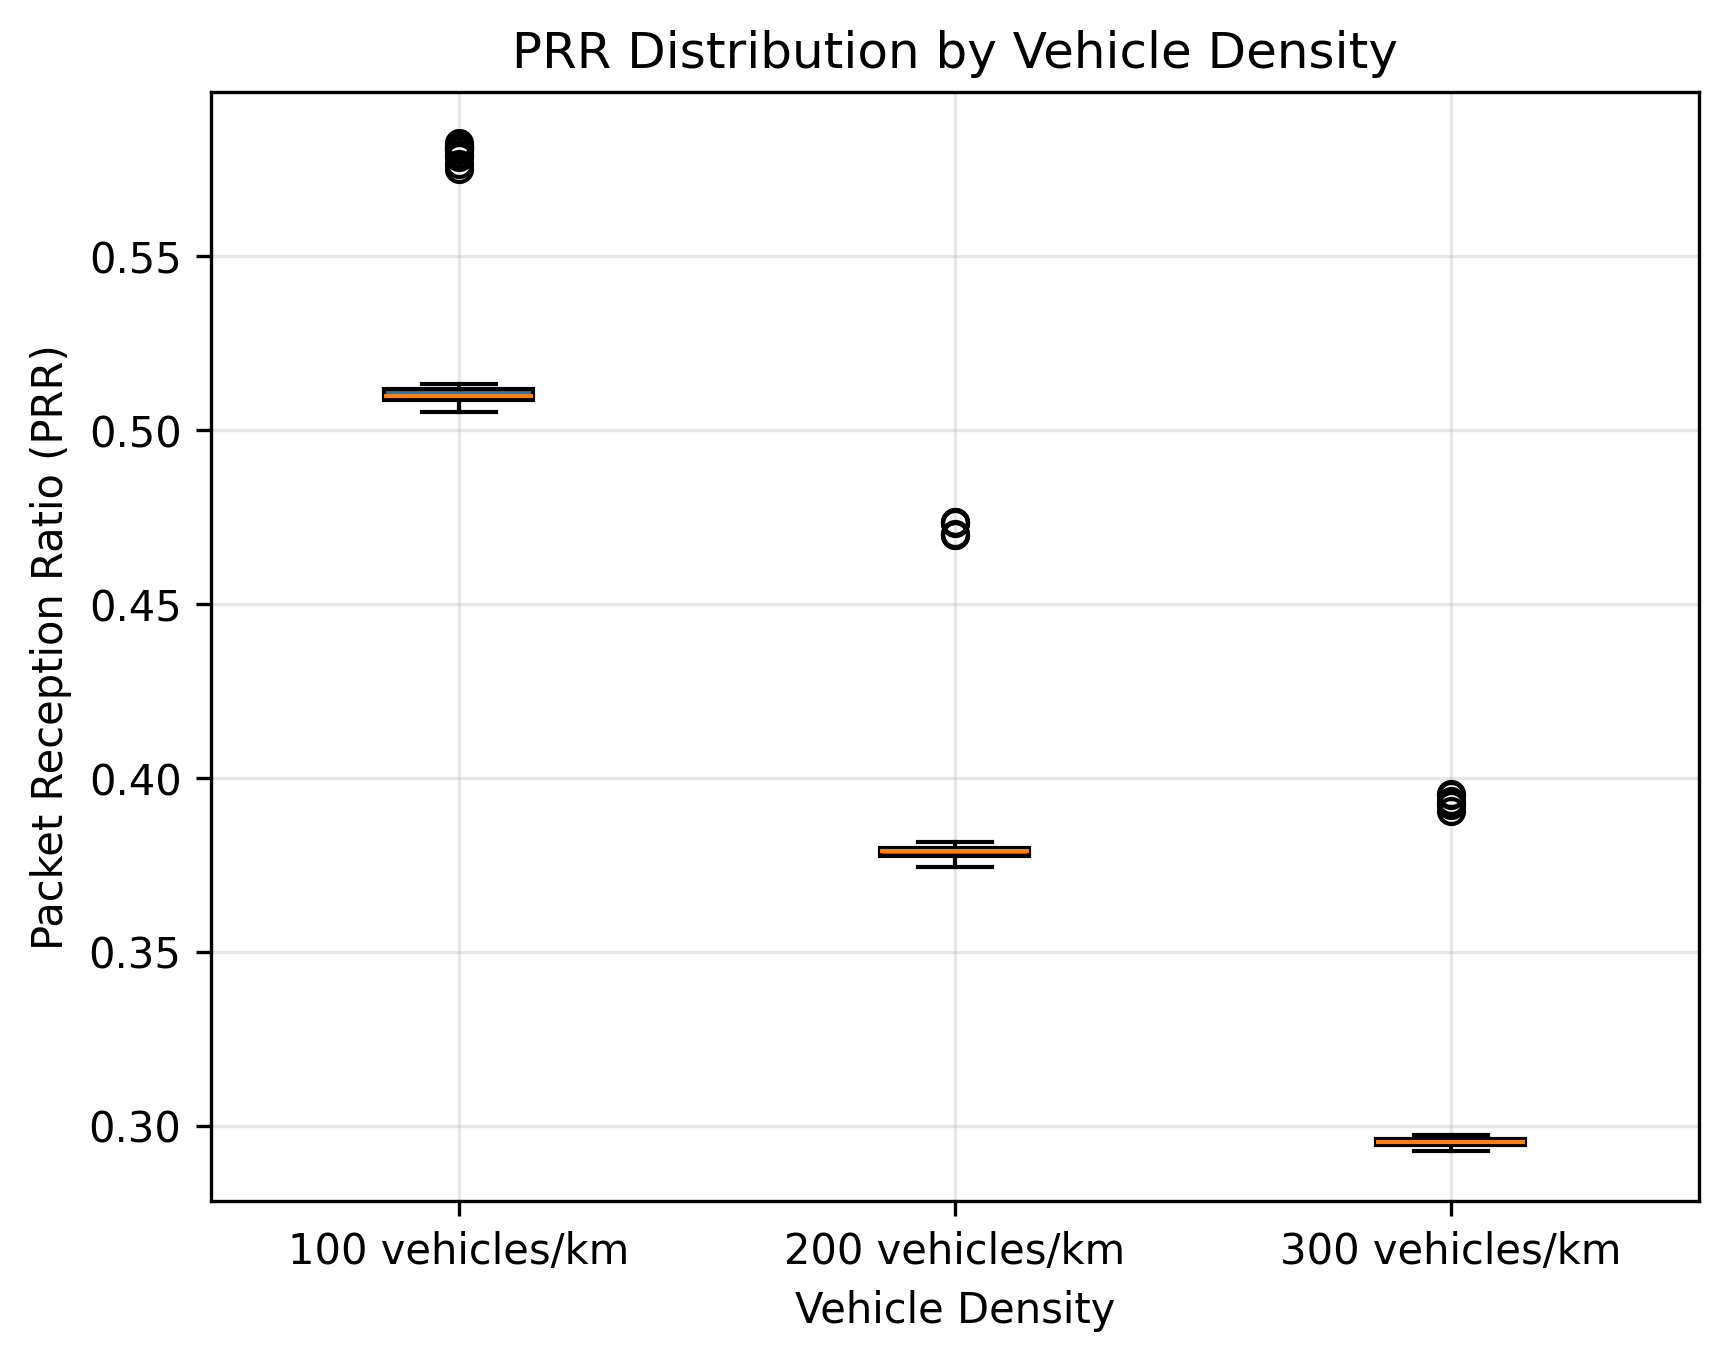 PRR Distribution by Vehicle Density
Packet Reception Ratio (PRR)
0.55
0.50
0.45
0.40
0.35
0.30
100 vehicles/km
200 vehicles/km
300 vehicles/km
Vehicle Density